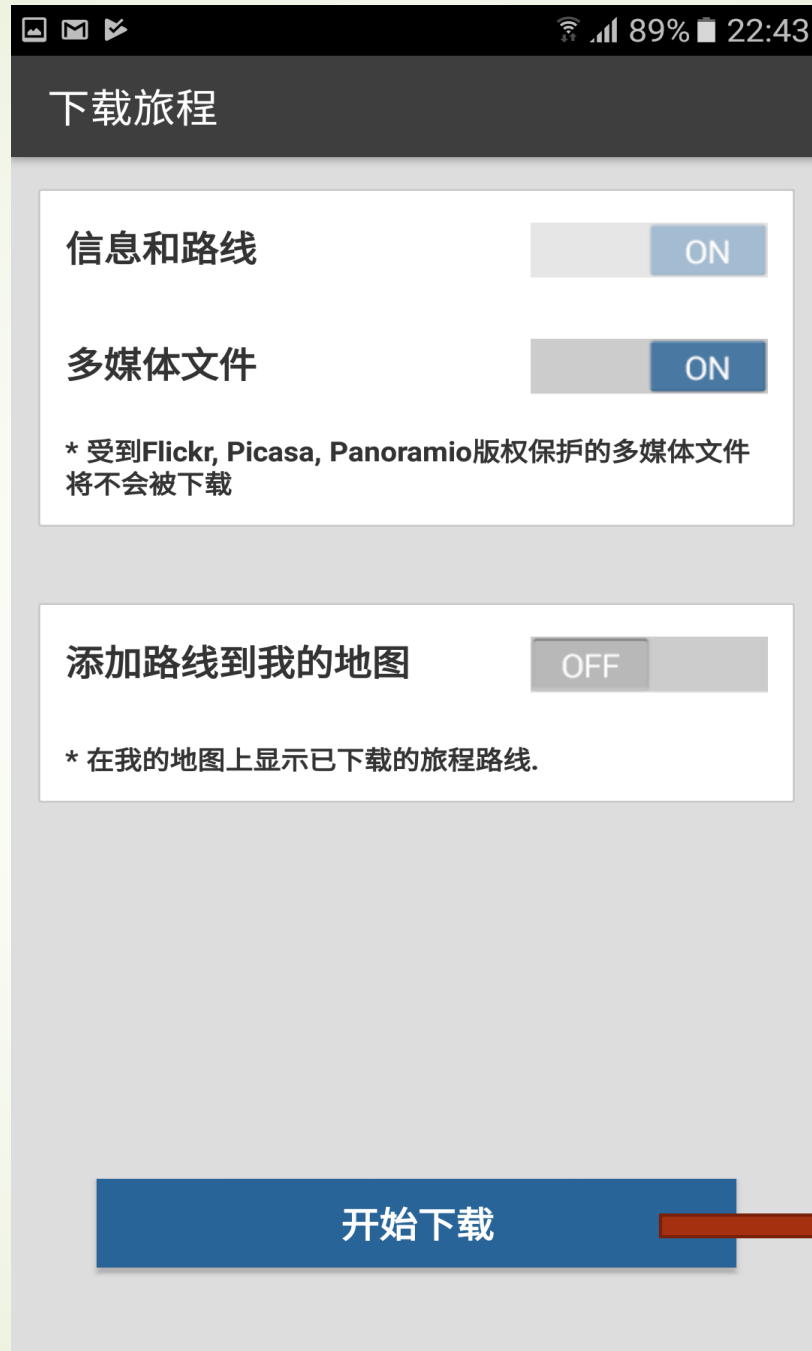 89% 22:43
下载旅程
信息和路线 ON
多媒体文件 ON
* 受到Flickr, Picasa, Panoramio版权保护的多媒体文件
将不会被下载
添加路线到我的地图 OFF
* 在我的地图上显示已下载的旅程路线.
开始下载